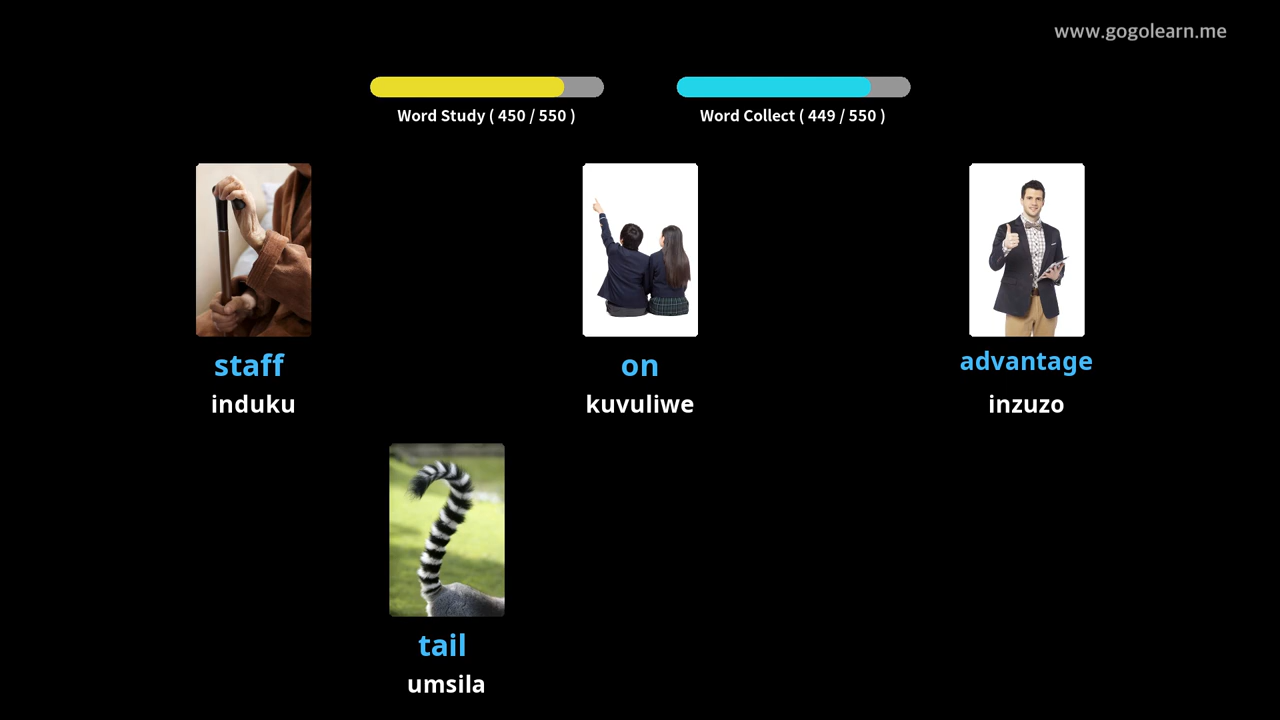 www.gogolearn.me
Word Study ( 450 / 550 )
Word Collect ( 449 / 550 )
staff
induku
on
kuvuliwe
advantage
inzuzo
tail
umsila